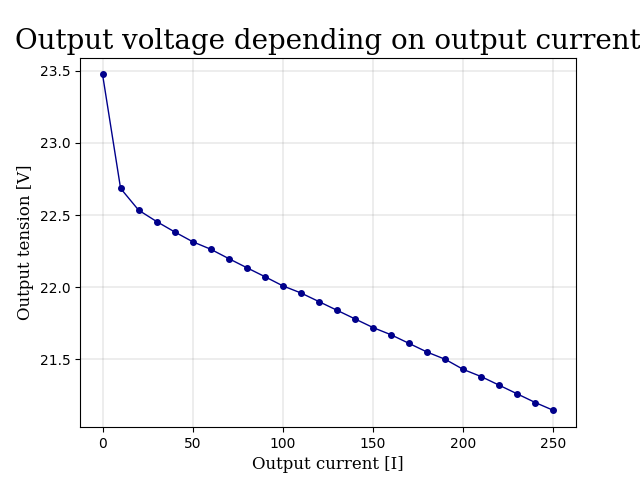 Output voltage depending on output current
23.5
23.0
22.5
22.0
21.5
Output tension [V]
0 50 100 150 200 250
Output current [I]